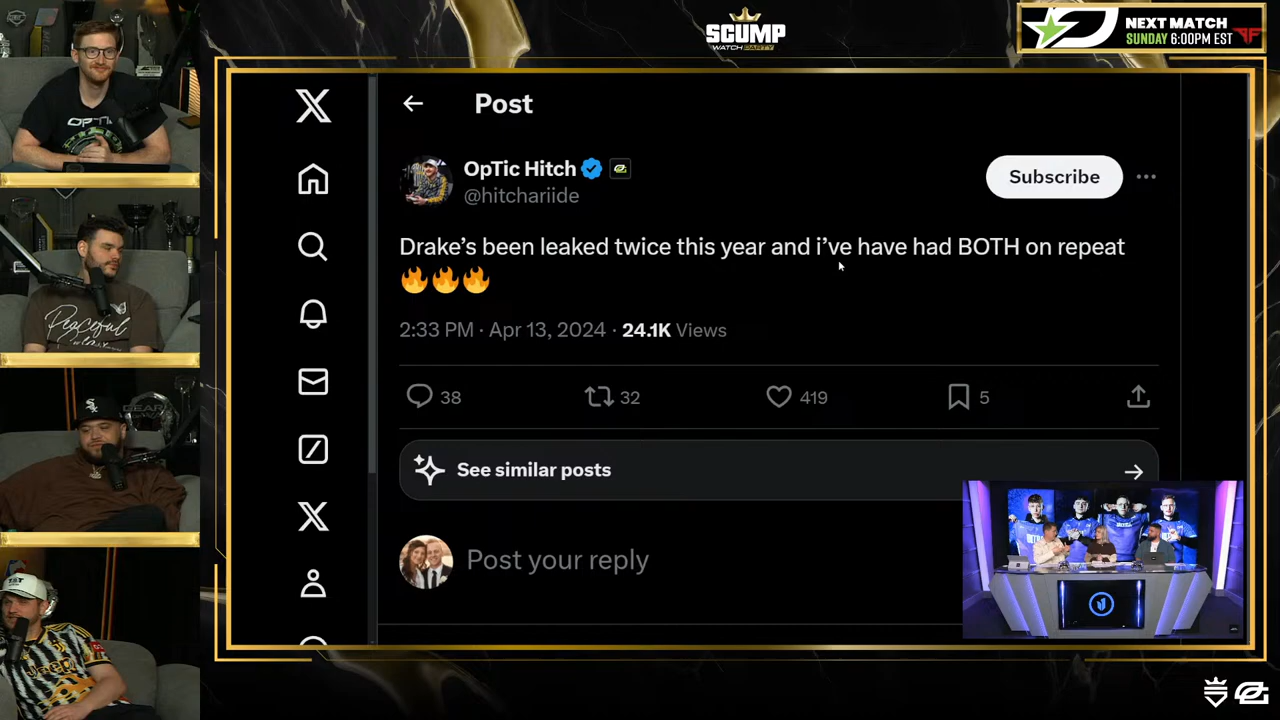 SCUMP
WATCH PARTY
NEXT MATCH
SUNDAY 6:00PM EST
Post
OpTic Hitch
@hitchariide
Subscribe
Drake’s been leaked twice this year and i’ve have had BOTH on repeat
🔥🔥🔥
2:33 PM · Apr 13, 2024 · 24.1K Views
38
32
419
5
See similar posts
Post your reply
Peaceful
Jeep